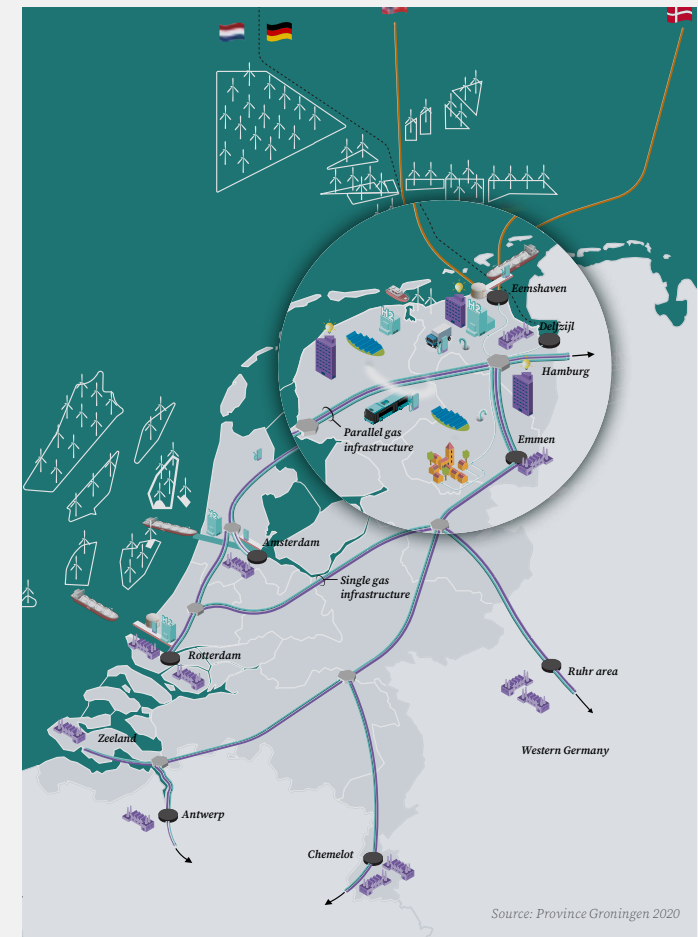 Eemshaven
Delfzijl
Hamburg
Parallel gas
infrastructure
Emmen
Amsterdam
Single gas
infrastructure
Rotterdam
Ruhr area
Zeeland
Western Germany
Antwerp
Chemelot
Source: Province Groningen 2020